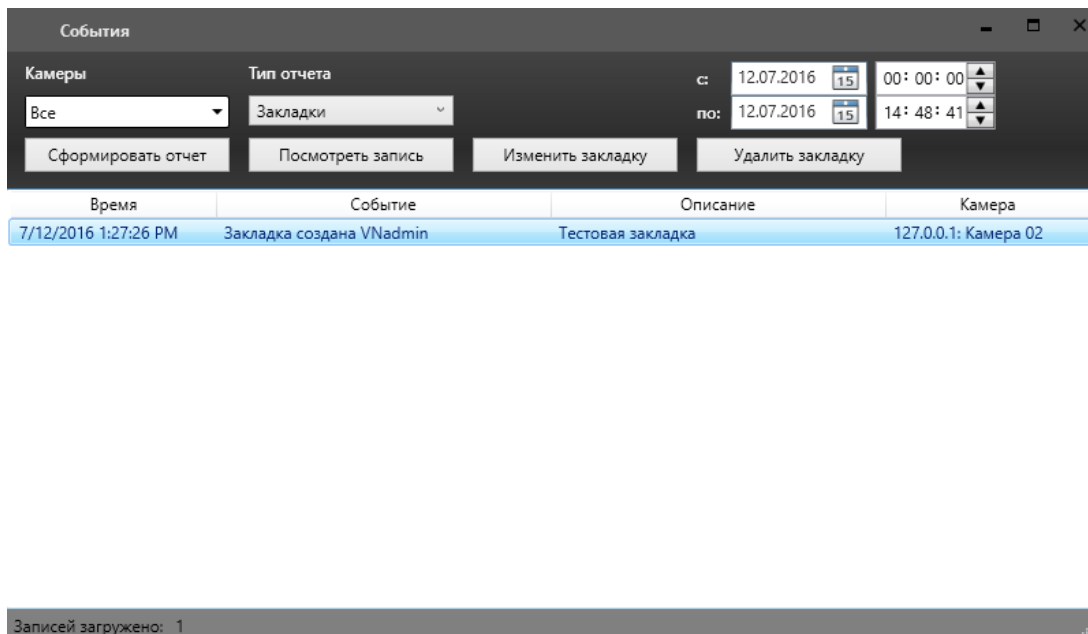 События
Камеры Тип отчета с: 12.07.2016 15 00: 00: 00
Все Закладки по: 12.07.2016 15 14: 48: 41
Сформировать отчет Посмотреть запись Изменить закладку Удалить закладку
Время Событие Описание Камера
7/12/2016 1:27:26 PM Закладка создана VNadmin Тестовая закладка 127.0.0.1: Камера 02
Записей загружено: 1